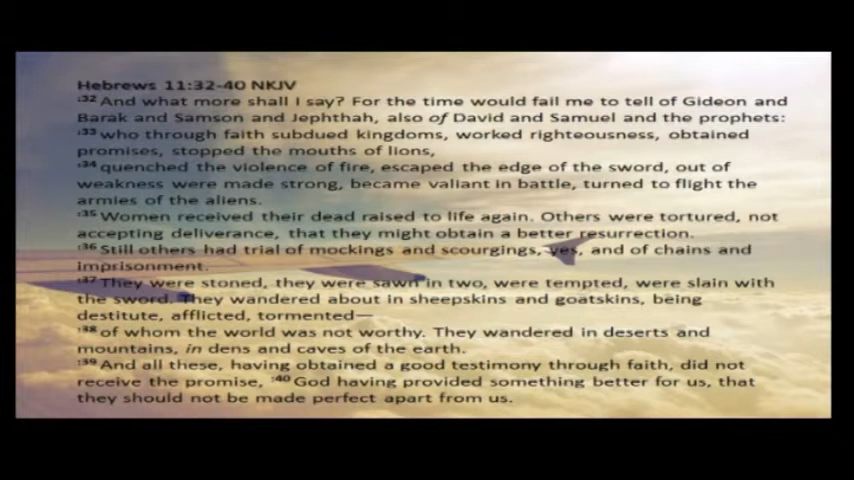 Hebrews 11:32-40 NKJV
:32 And what more shall I say? For the time would fail me to tell of Gideon and
Barak and Samson and Jephthah, also of David and Samuel and the prophets:
:33 who through faith subdued kingdoms, worked righteousness, obtained
promises, stopped the mouths of lions,
:34 quenched the violence of fire, escaped the edge of the sword, out of
weakness were made strong, became valiant in battle, turned to flight the
armies of the aliens.
:35 Women received their dead raised to life again. Others were tortured, not
accepting deliverance, that they might obtain a better resurrection.
:36 Still others had trial of mockings and scourgings, yes, and of chains and
imprisonment.
:37 They were stoned, they were sawn in two, were tempted, were slain with
the sword. They wandered about in sheepskins and goatskins, being
destitute, afflicted, tormented—
:38 of whom the world was not worthy. They wandered in deserts and
mountains, in dens and caves of the earth.
:39 And all these, having obtained a good testimony through faith, did not
receive the promise, :40 God having provided something better for us, that
they should not be made perfect apart from us.